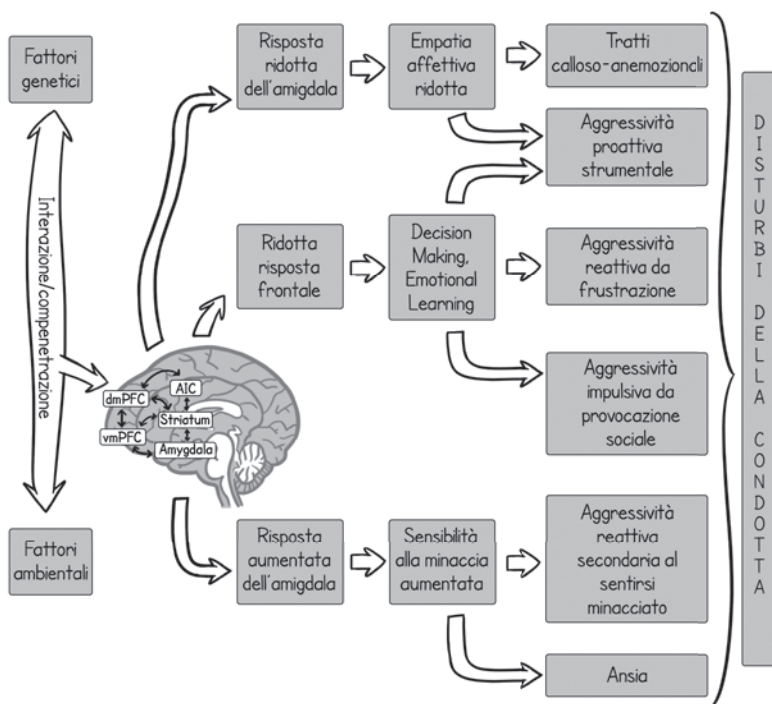 Fattori
genetici
Interazione/compenetrazione
Fattori
ambientali
dmPFC
AIC
Striatum
vmPFC
Amygdala
Risposta
ridotta
dell'amigdala
Empatia
affettiva
ridotta
Tratti
calloso-anemozioncli
Aggressività
proattiva
strumentale
Ridotta
risposta
frontale
Decision
Making,
Emotional
Learning
Aggressività
reattiva da
frustrazione
Aggressività
impulsiva da
provocazione
sociale
Risposta
aumentata
dell'amigdala
Sensibilità
alla minaccia
aumentata
Aggressività
reattiva
secondaria al
sentirsi
minacciato
Ansia
DISTURBI DELLA CONDOTTA